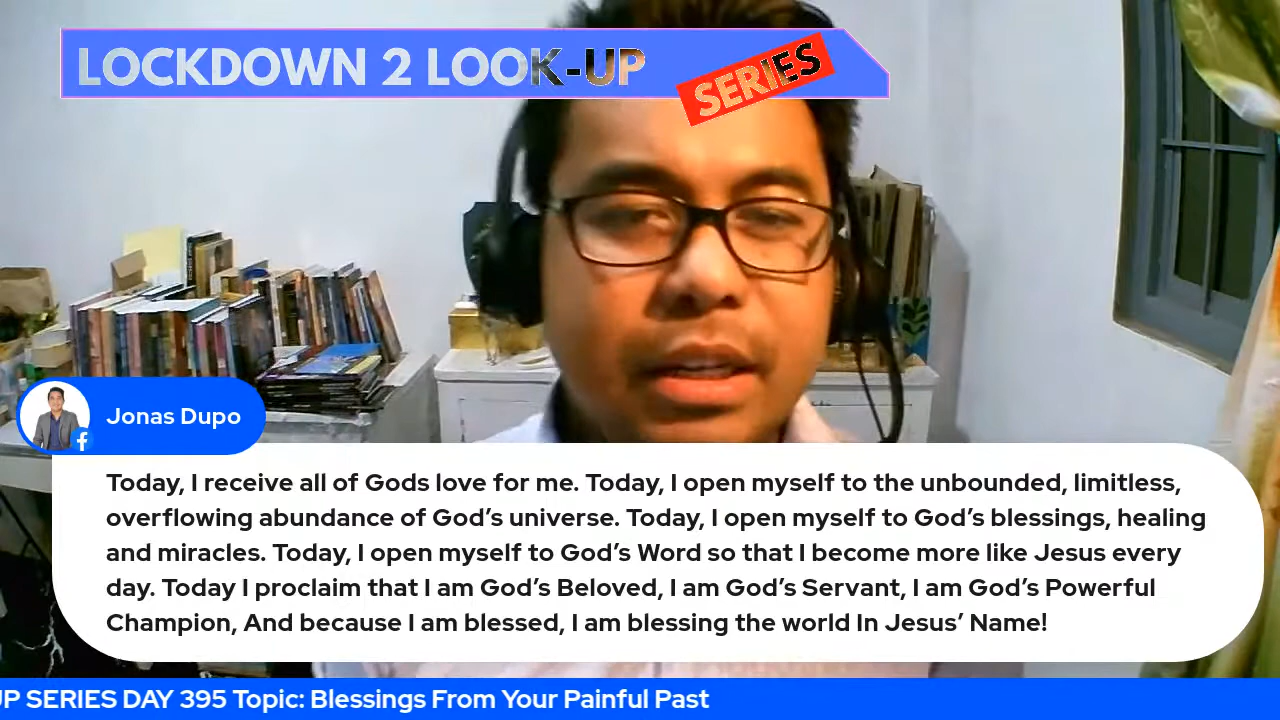 LOCKDOWN 2 LOOK-UP
SERIES
Jonas Dupo
Today, I receive all of Gods love for me. Today, I open myself to the unbounded, limitless,
overflowing abundance of God’s universe. Today, I open myself to God’s blessings, healing
and miracles. Today, I open myself to God’s Word so that I become more like Jesus every
day. Today I proclaim that I am God’s Beloved, I am God’s Servant, I am God’s Powerful
Champion, And because I am blessed, I am blessing the world In Jesus’ Name!
UP SERIES DAY 395 Topic: Blessings From Your Painful Past